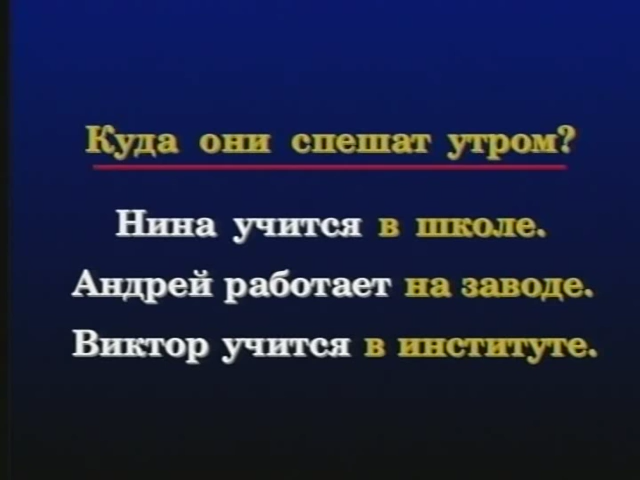 Куда они спешат утром?
Нина учится в школе.
Андрей работает на заводе.
Виктор учится в институте.